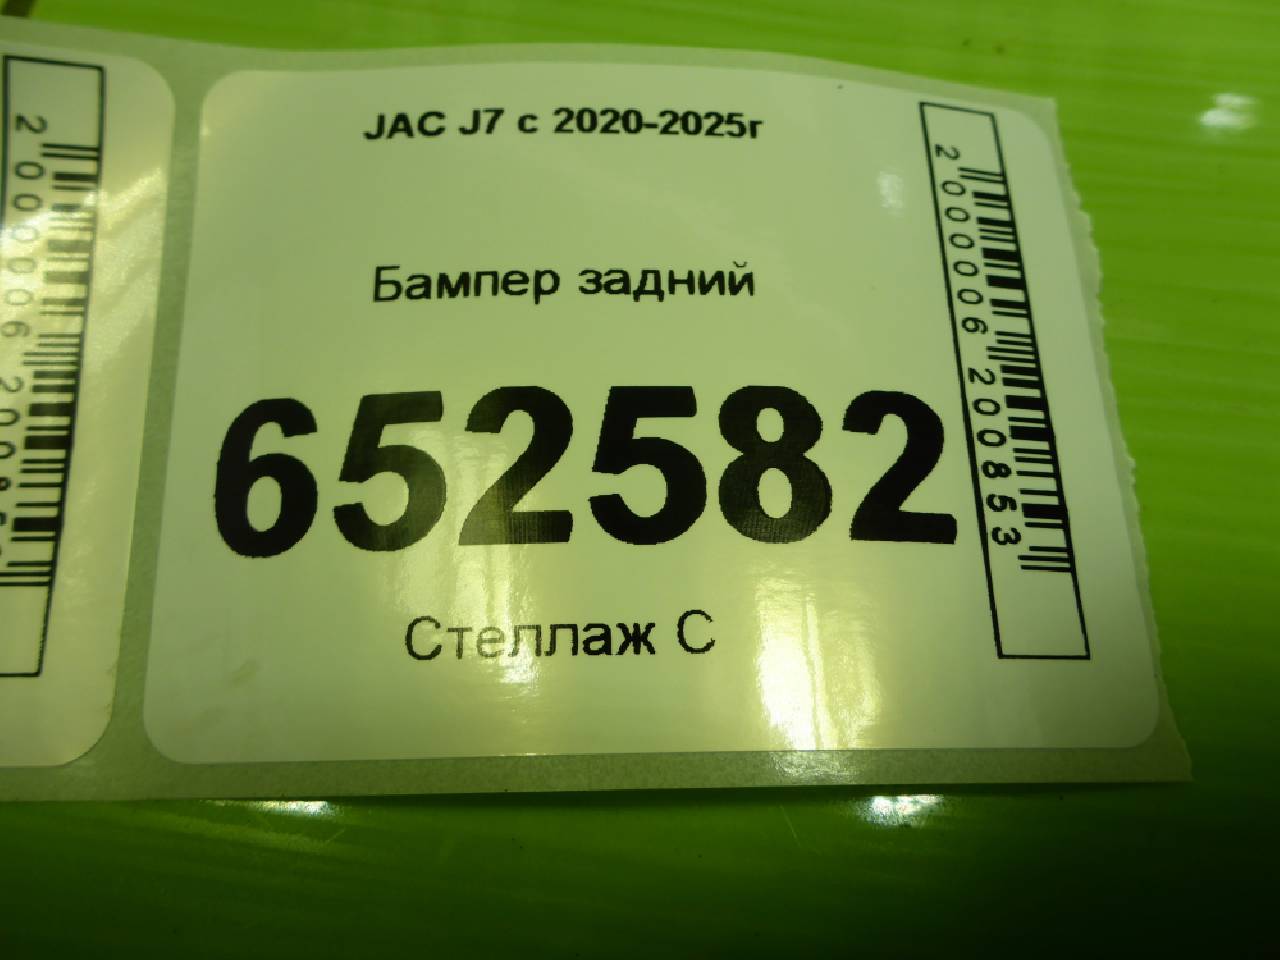 JAC J7 с 2020-2025г
Бампер задний
652582
Стеллаж С
2000006200853